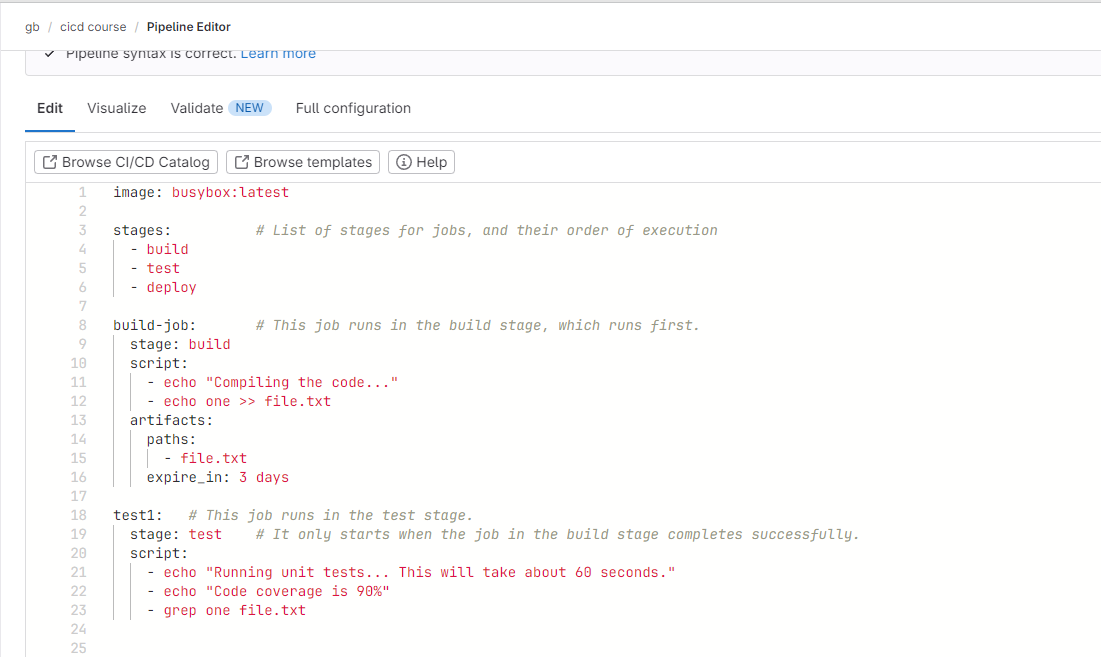 gb / cicd course / Pipeline Editor
Pipeline syntax is correct. Learn more
Edit Visualize Validate NEW Full configuration
Browse CI/CD Catalog Browse templates Help
1 image: busybox:latest
2
3 stages: # List of stages for jobs, and their order of execution
4 - build
5 - test
6 - deploy
7
8 build-job: # This job runs in the build stage, which runs first.
9 stage: build
10 script:
11 - echo "Compiling the code..."
12 - echo one >> file.txt
13 artifacts:
14 paths:
15 - file.txt
16 expire_in: 3 days
17
18 test1: # This job runs in the test stage.
19 stage: test # It only starts when the job in the build stage completes successfully.
20 script:
21 - echo "Running unit tests... This will take about 60 seconds."
22 - echo "Code coverage is 90%"
23 - grep one file.txt
24
25